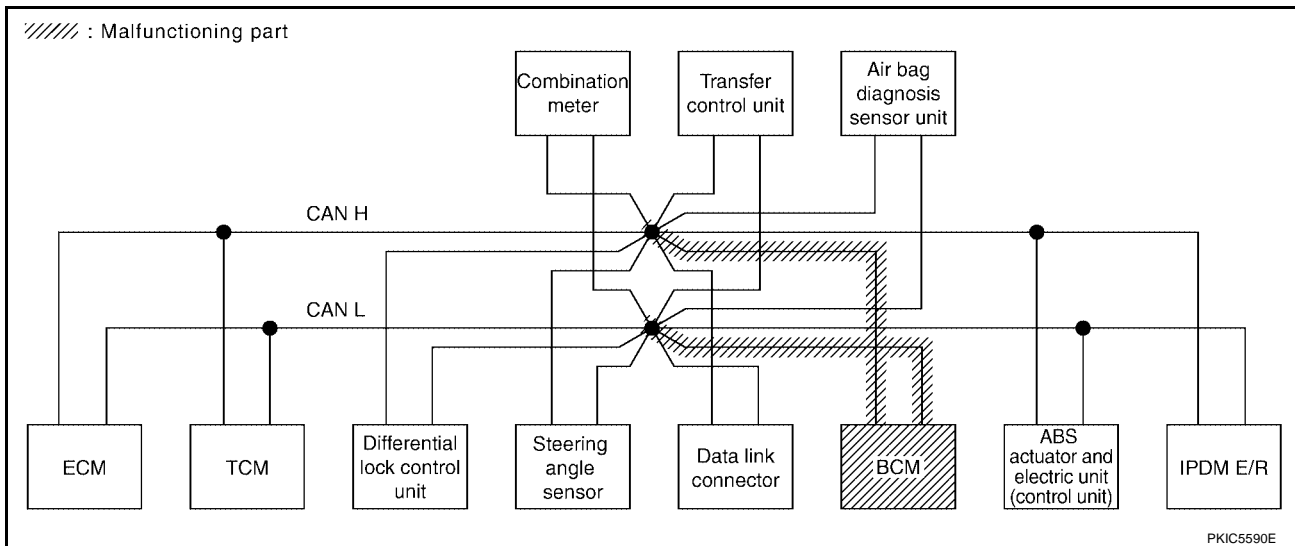 : Malfunctioning part
Combination
meter
Transfer
control unit
Air bag
diagnosis
sensor unit
CAN H
CAN L
ECM
TCM
Differential
lock control
unit
Steering
angle
sensor
Data link
connector
BCM
ABS
actuator and
electric unit
(control unit)
IPDM E/R
PKIC5590E